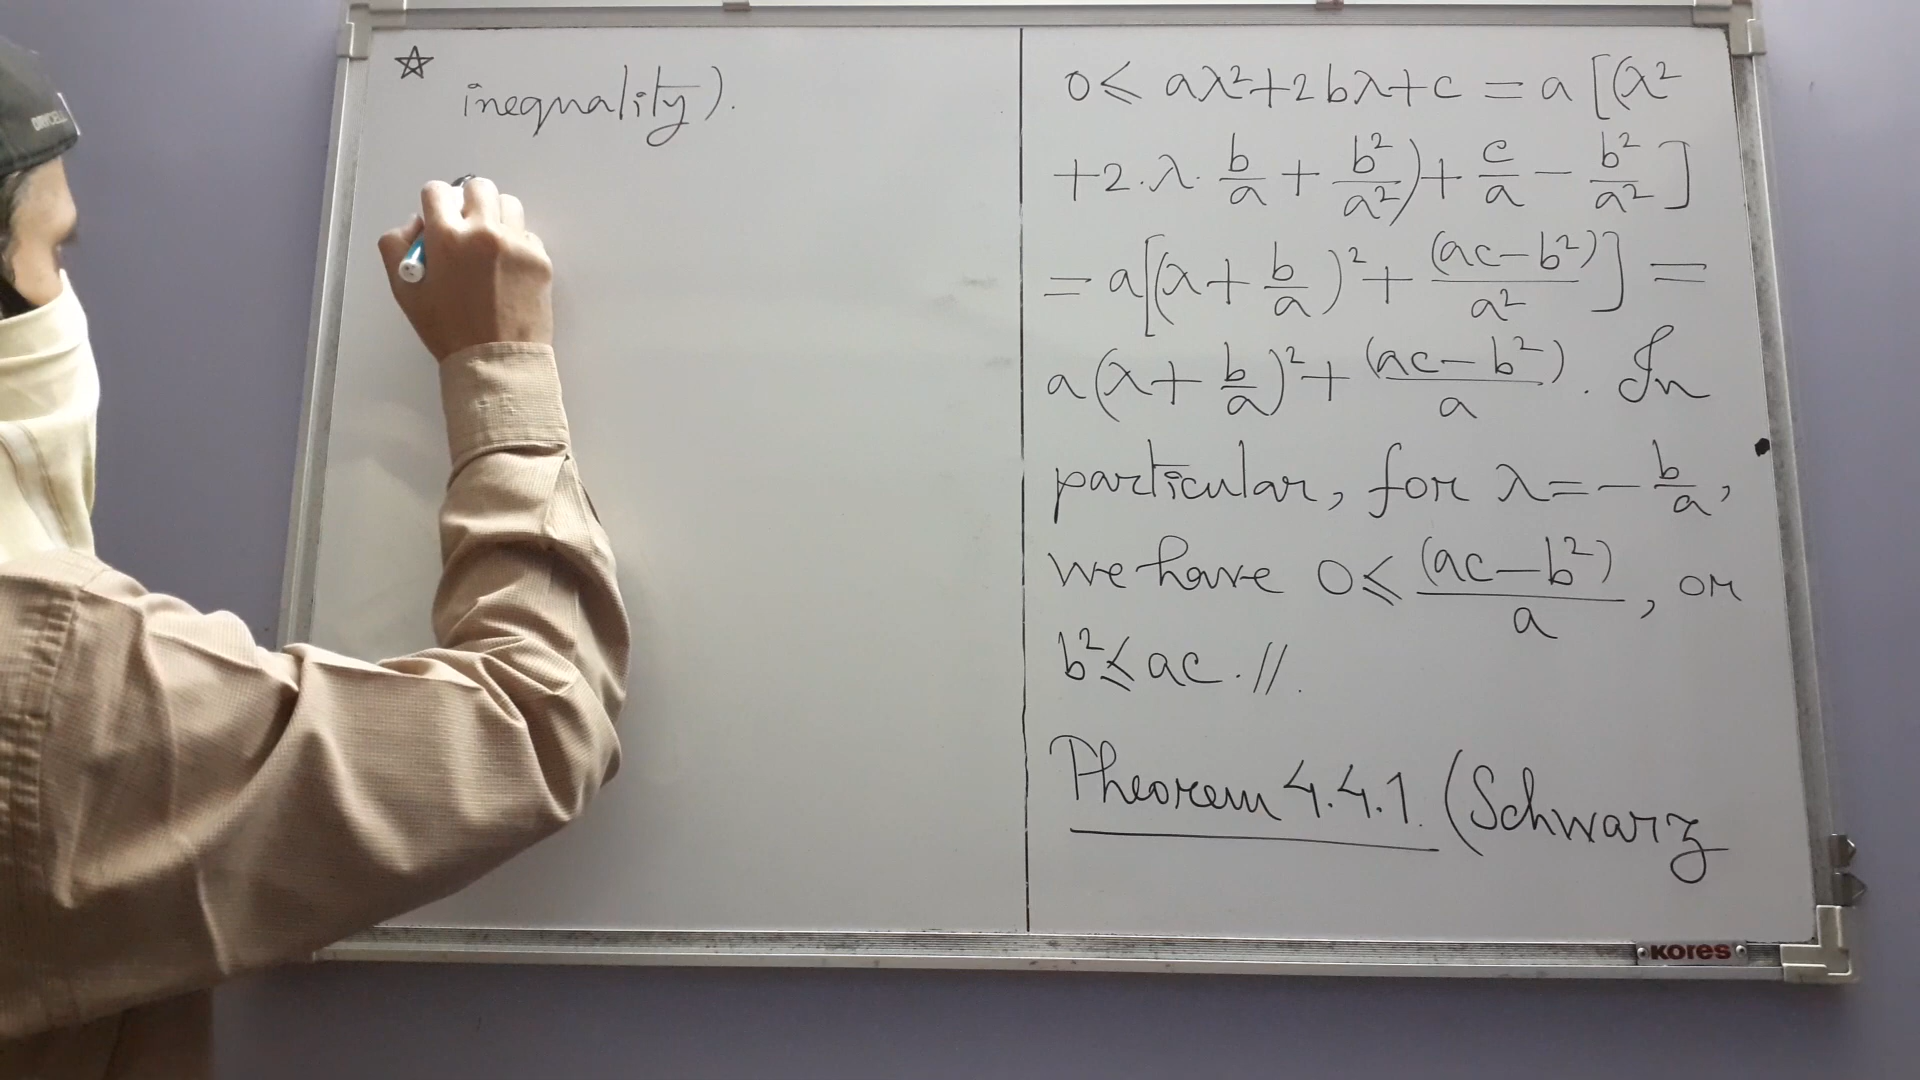 ☆
inequality).
0 ⩽ aλ²+2bλ+c = a [(λ²
+2.λ. b/a + b²/a²)+ c/a − b²/a² ]
= a[(λ+ b/a )²+ (ac−b²)/a² ] =
a(λ+ b/a)²+ (ac−b²)/a . In
particular, for λ=− b/a,
we have 0⩽ (ac−b²)/a , or
b²⩽ac.//.
Theorem 4.4.1. (Schwarz
KORES